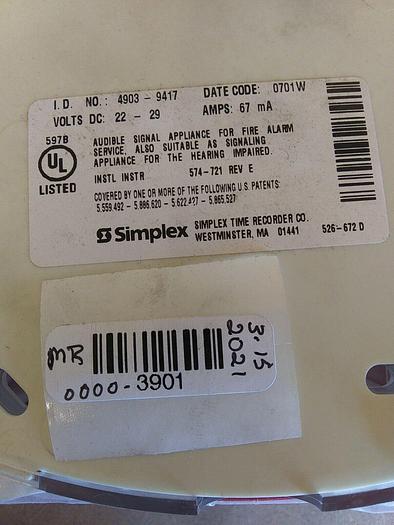 I.D. NO.: 4903 - 9417 DATE CODE: 0701W
VOLTS DC: 22 - 29 AMPS: 67 mA
597B
UL
LISTED
AUDIBLE SIGNAL APPLIANCE FOR FIRE ALARM
SERVICE. ALSO SUITABLE AS SIGNALING
APPLIANCE FOR THE HEARING IMPAIRED.
INSTL INSTR 574-721 REV E
COVERED BY ONE OR MORE OF THE FOLLOWING U.S. PATENTS
5,559,492 - 5,886,620 - 5,622,427 - 5,865,527
Simplex
SIMPLEX TIME RECORDER CO.
WESTMINSTER, MA 01441 526-672 D
3.15
2021
0000-3901